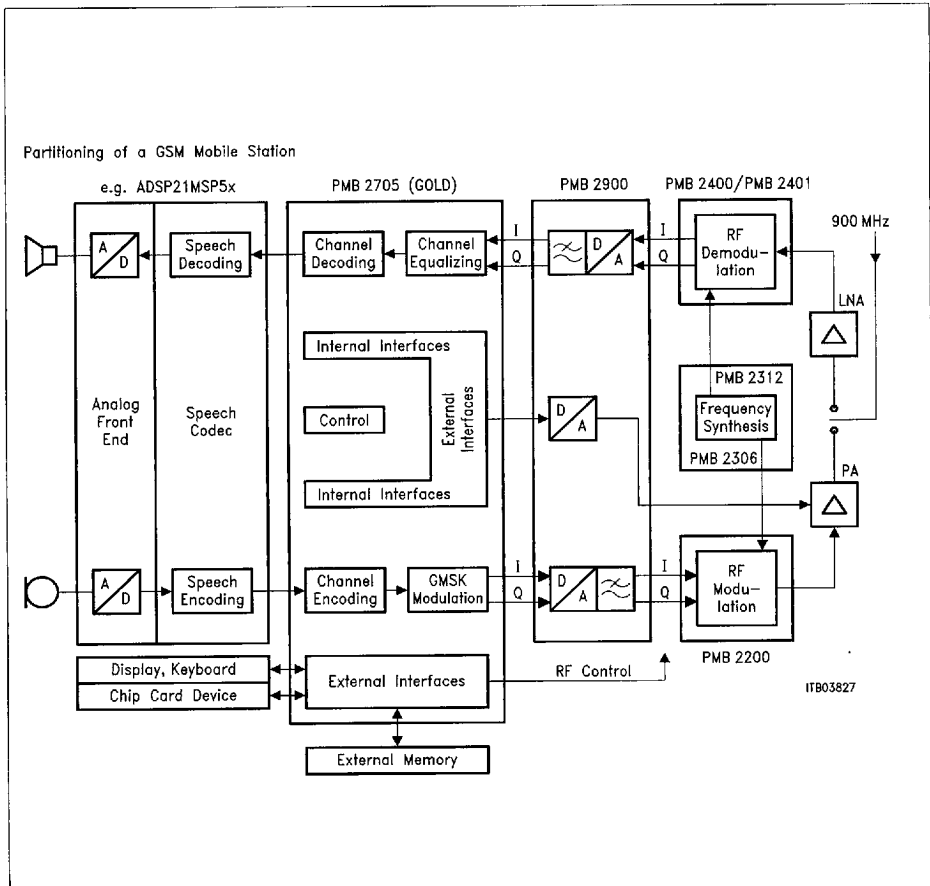 Partitioning of a GSM Mobile Station
e.g. ADSP21MSP5x
PMB 2705 (GOLD)
PMB 2900
PMB 2400/PMB 2401
900 MHz
A
D
Speech
Decoding
Channel
Decoding
Channel
Equalizing
I
Q
D
A
I
Q
RF
Demodu-
lation
LNA
Internal Interfaces
Control
External
Interfaces
Internal Interfaces
Analog
Front
End
Speech
Codec
D
A
PMB 2312
Frequency
Synthesis
PMB 2306
PA
A
D
Speech
Encoding
Channel
Encoding
GMSK
Modulation
I
Q
D
A
I
Q
RF
Modu-
lation
PMB 2200
Display, Keyboard
Chip Card Device
External Interfaces
RF Control
ITB03827
External Memory